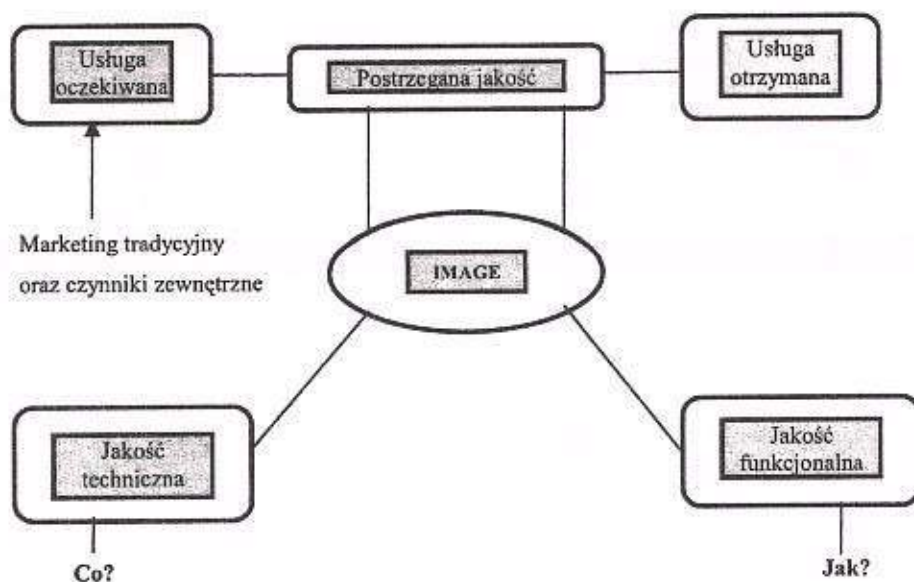 Usługa
oczekiwana
Postrzegana jakość
Usługa
otrzymana
Marketing tradycyjny
oraz czynniki zewnętrzne
IMAGE
Jakość
techniczna
Jakość
funkcjonalna
Co?
Jak?